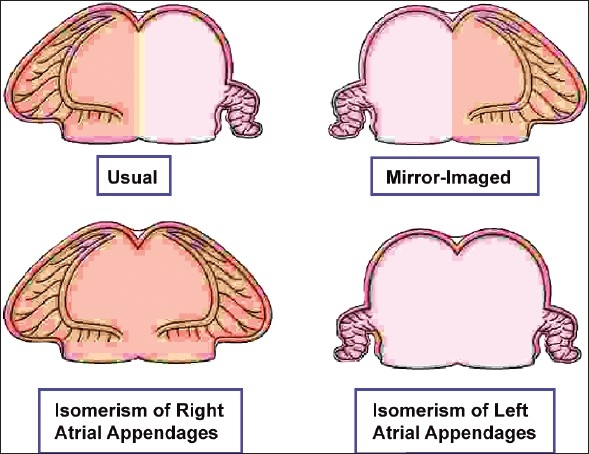 Usual
Mirror-Imaged
Isomerism of Right
Atrial Appendages
Isomerism of Left
Atrial Appendages